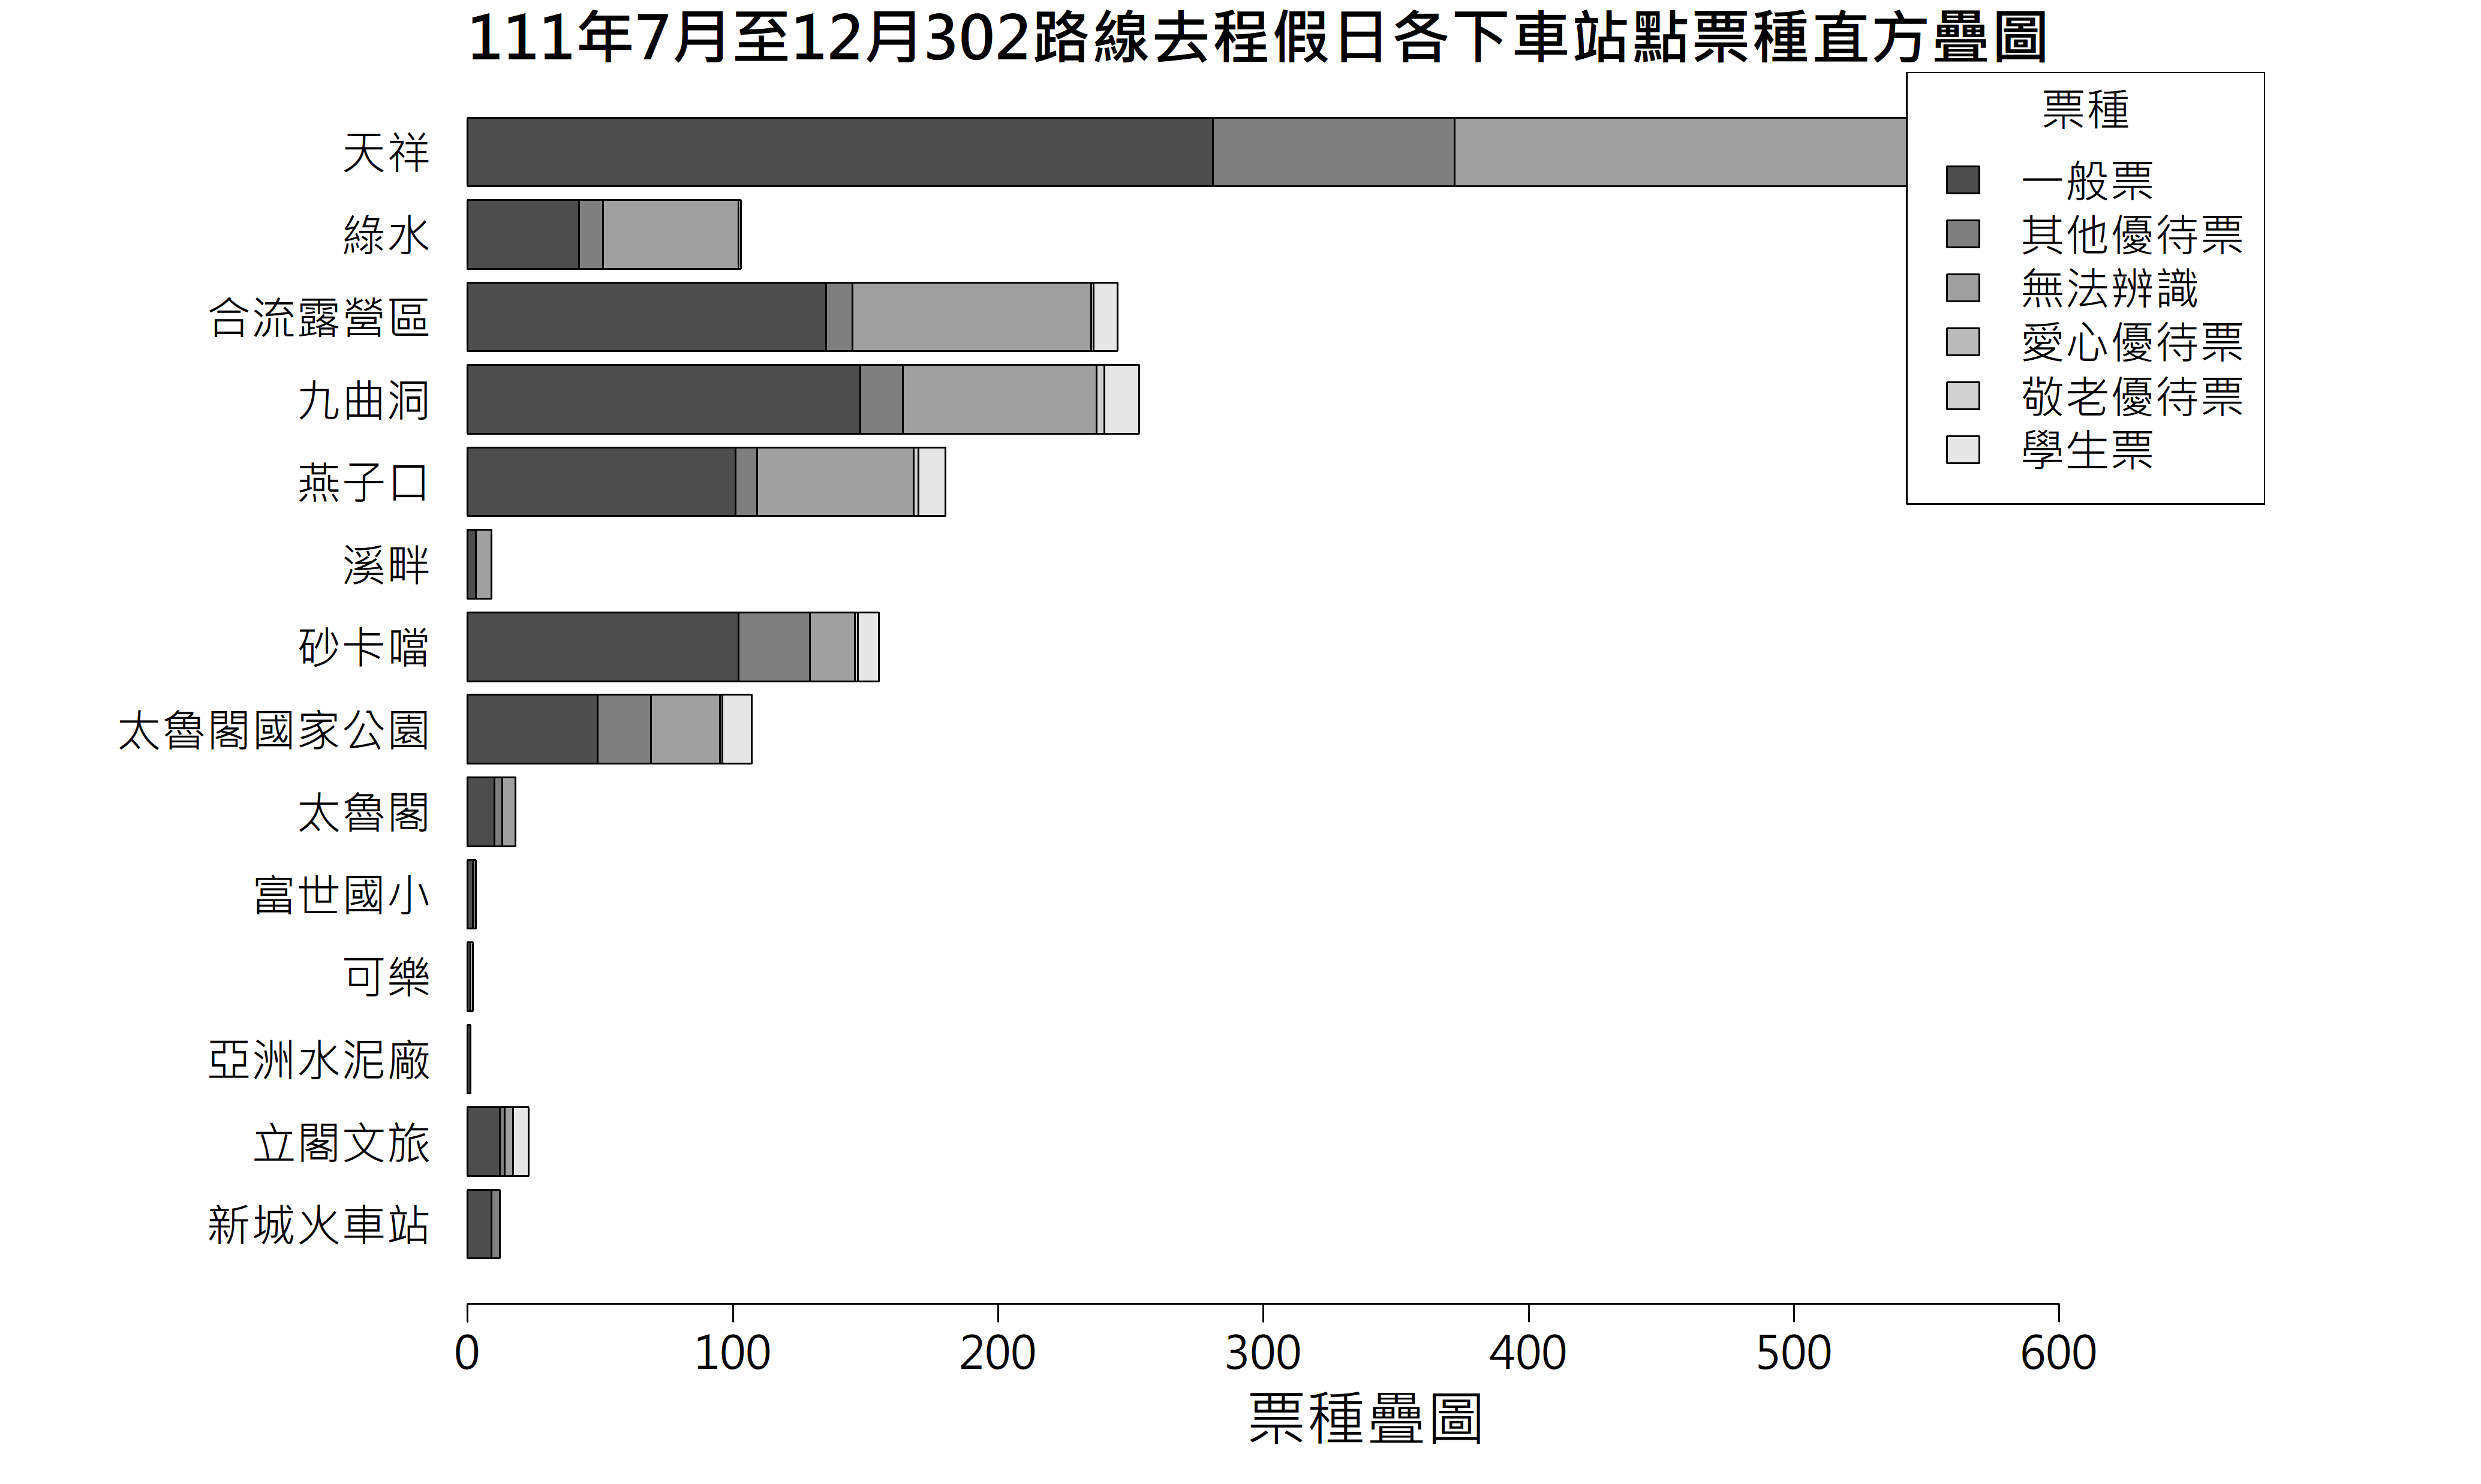 111年7月至12月302路線去程假日各下車站點票種直方疊圖
票種
一般票
其他優待票
無法辨識
愛心優待票
敬老優待票
學生票
天祥
綠水
合流露營區
九曲洞
燕子口
溪畔
砂卡噹
太魯閣國家公園
太魯閣
富世國小
可樂
亞洲水泥廠
立閣文旅
新城火車站
0 100 200 300 400 500 600
票種疊圖